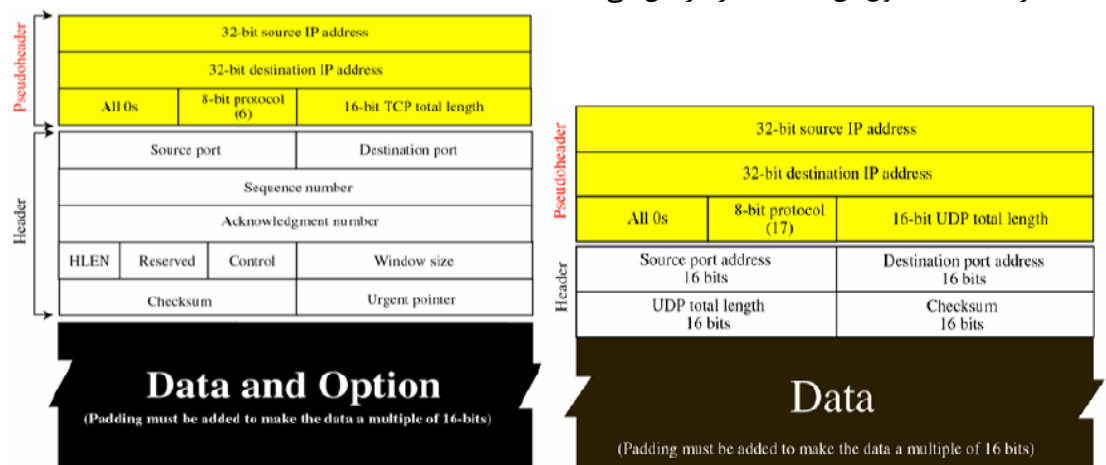 Pseudoheader
32-bit source IP address
32-bit destination IP address
All 0s
8-bit protocol
(6)
16-bit TCP total length
Header
Source port
Destination port
Sequence number
Acknowledgment number
HLEN
Reserved
Control
Window size
Checksum
Urgent pointer
Data and Option
(Padding must be added to make the data a multiple of 16-bits)
Pseudoheader
32-bit source IP address
32-bit destination IP address
All 0s
8-bit protocol
(17)
16-bit UDP total length
Header
Source port address
16 bits
Destination port address
16 bits
UDP total length
16 bits
Checksum
16 bits
Data
(Padding must be added to make the data a multiple of 16 bits)